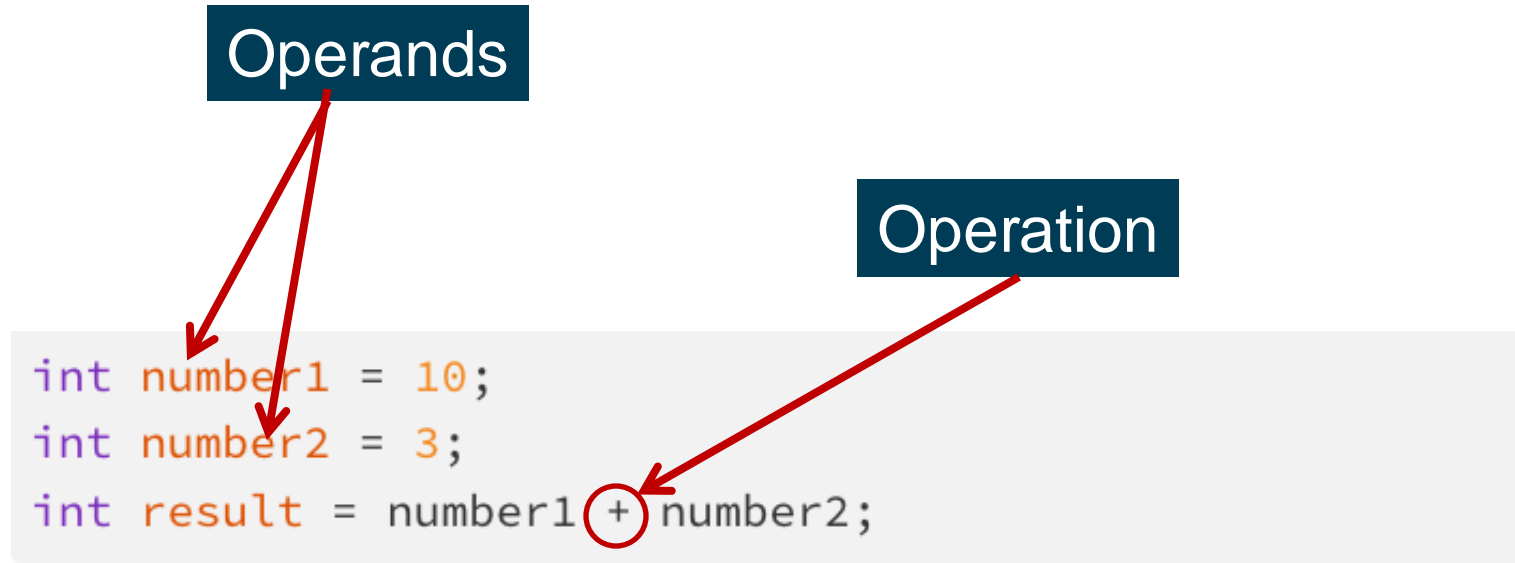 Operands
Operation
int number1 = 10;
int number2 = 3;
int result = number1 + number2;